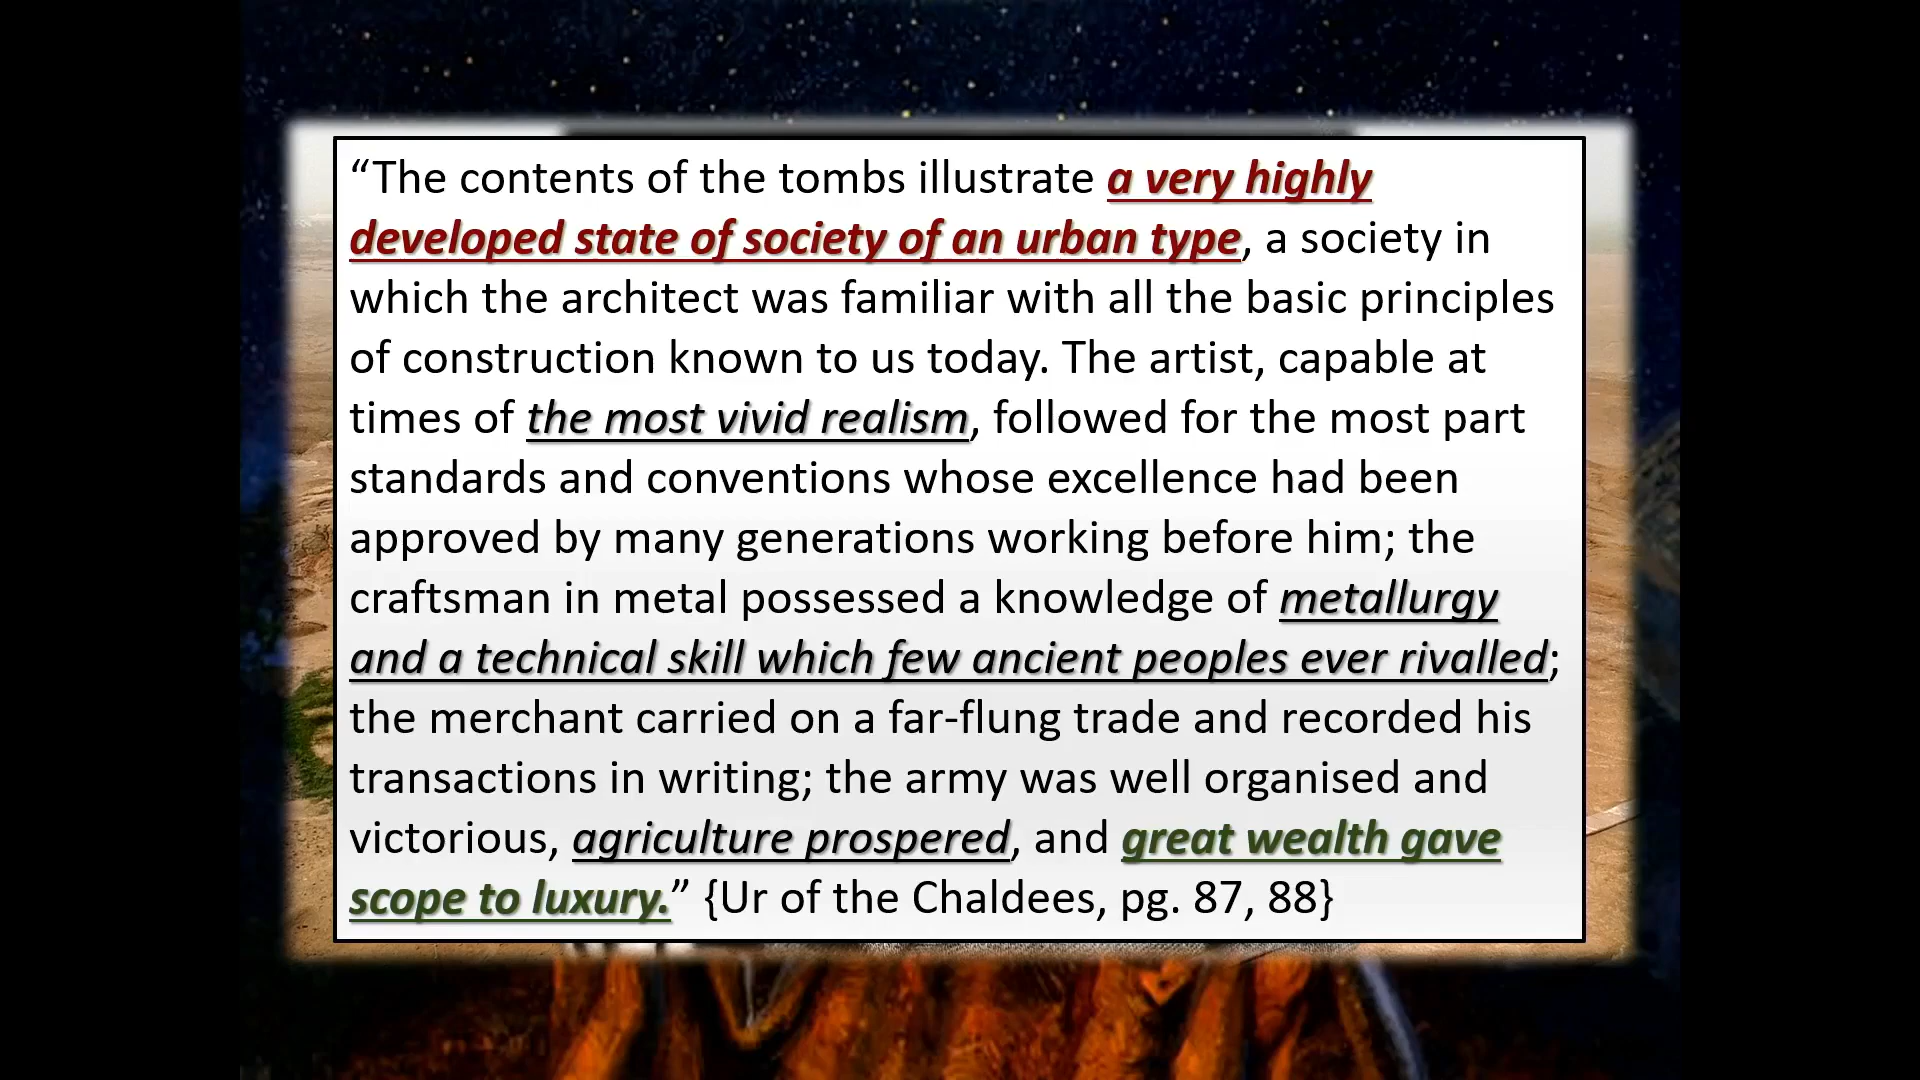 “The contents of the tombs illustrate a very highly
developed state of society of an urban type, a society in
which the architect was familiar with all the basic principles
of construction known to us today. The artist, capable at
times of the most vivid realism, followed for the most part
standards and conventions whose excellence had been
approved by many generations working before him; the
craftsman in metal possessed a knowledge of metallurgy
and a technical skill which few ancient peoples ever rivalled;
the merchant carried on a far-flung trade and recorded his
transactions in writing; the army was well organised and
victorious, agriculture prospered, and great wealth gave
scope to luxury.” {Ur of the Chaldees, pg. 87, 88}